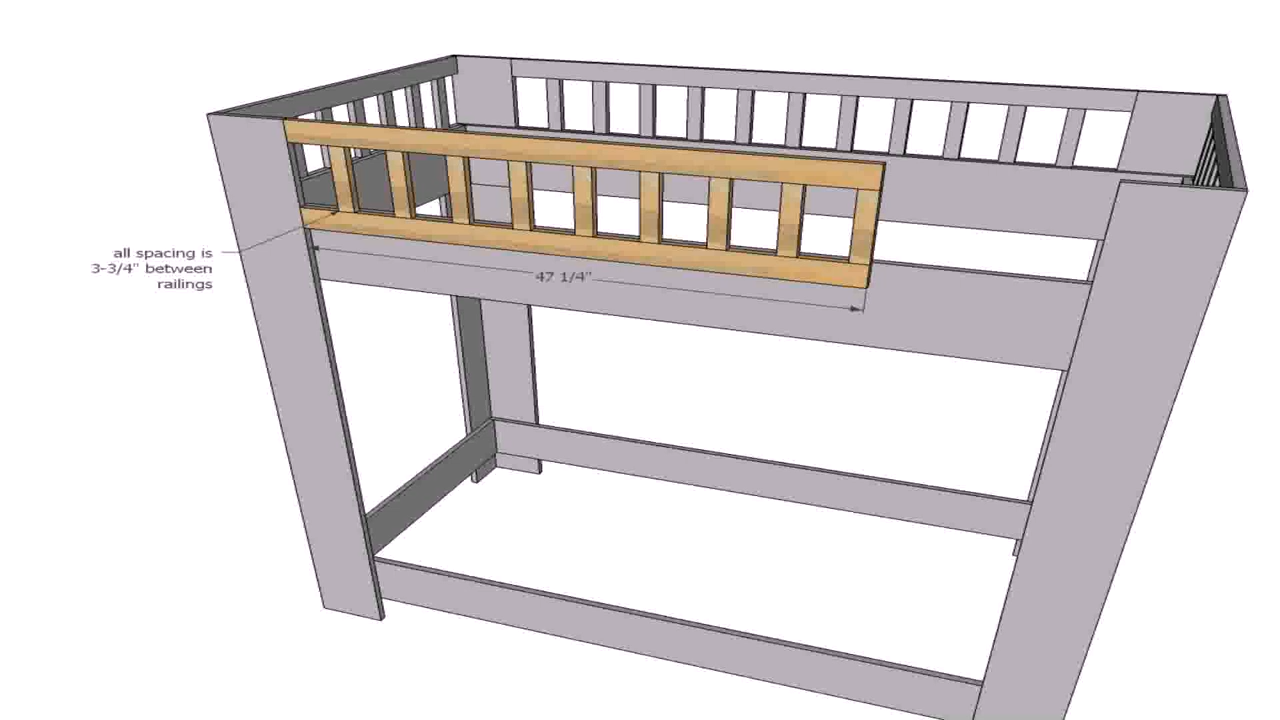 all spacing is
3-3/4" between
railings
47 1/4"